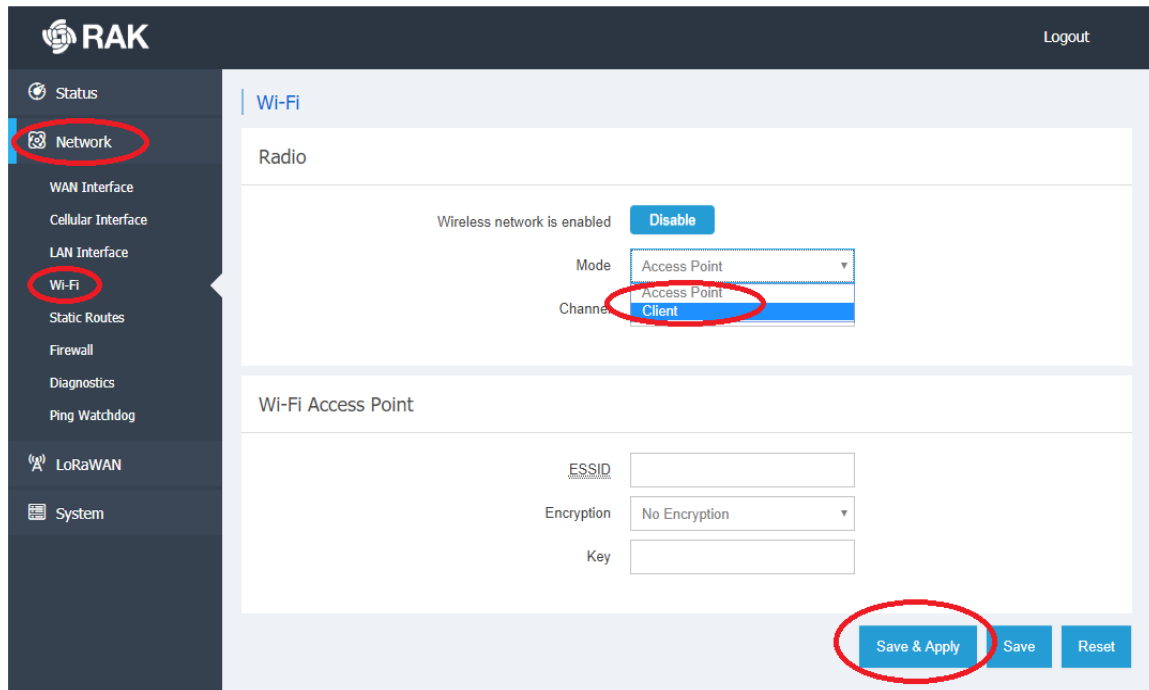 RAK
Logout
Status
Network
WAN Interface
Cellular Interface
LAN Interface
Wi-Fi
Static Routes
Firewall
Diagnostics
Ping Watchdog
LoRaWAN
System
Wi-Fi
Radio
Wireless network is enabled Disable
Mode Access Point
Access Point
Channel Client
Wi-Fi Access Point
ESSID
Encryption No Encryption
Key
Save & Apply Save Reset